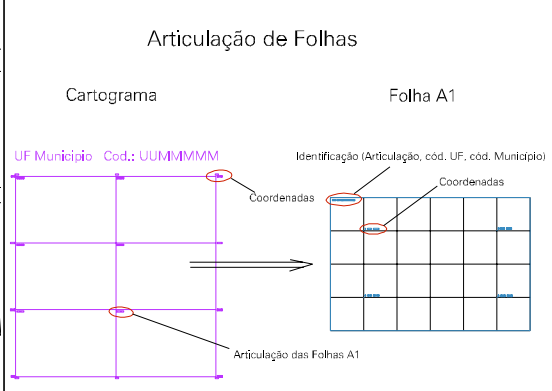 Articulação de Folhas
Cartograma
Folha A1
UF Município Cod.: UUMMMMM
Identificação (Articulação, cód. UF, cód. Município)
Coordenadas
Coordenadas
Articulação das Folhas A1